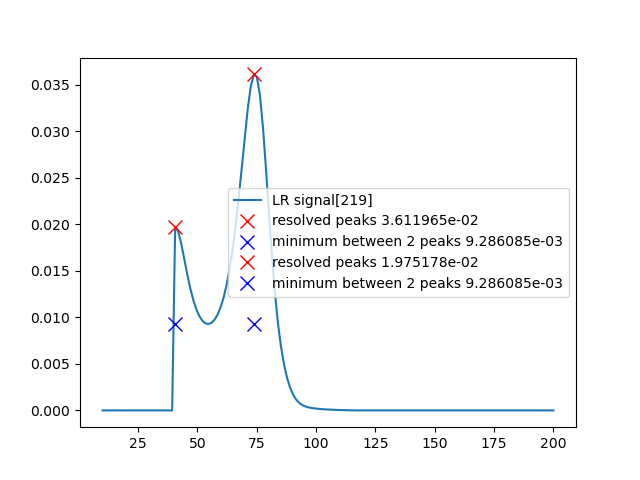 0.035
0.030
0.025
0.020
0.015
0.010
0.005
0.000
LR signal[219]
resolved peaks 3.611965e-02
minimum between 2 peaks 9.286085e-03
resolved peaks 1.975178e-02
minimum between 2 peaks 9.286085e-03
25 50 75 100 125 150 175 200